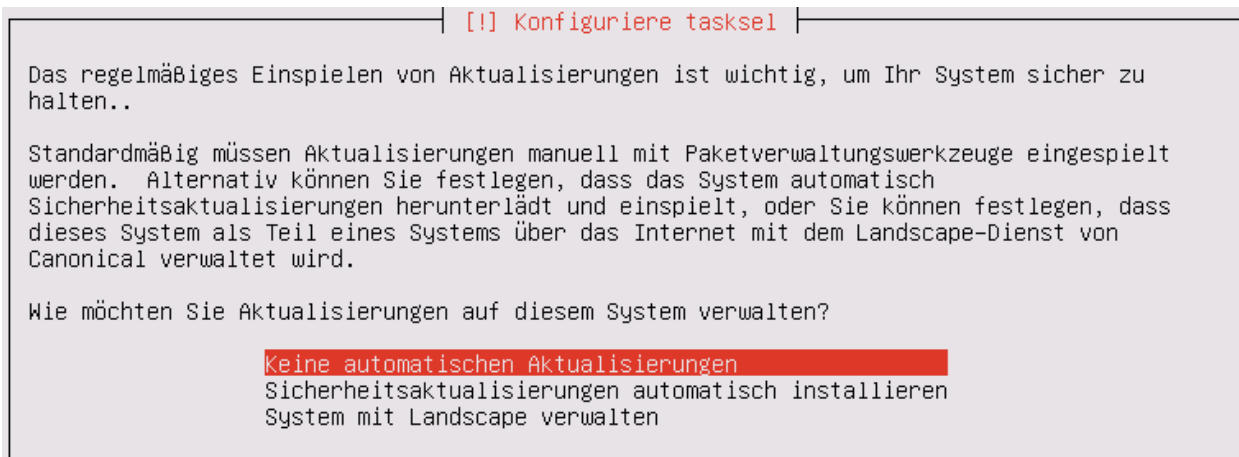 [!] Konfiguriere tasksel
Das regelmäßiges Einspielen von Aktualisierungen ist wichtig, um Ihr System sicher zu
halten..
Standardmäßig müssen Aktualisierungen manuell mit Paketverwaltungswerkzeuge eingespielt
werden.  Alternativ können Sie festlegen, dass das System automatisch
Sicherheitsaktualisierungen herunterlädt und einspielt, oder Sie können festlegen, dass
dieses System als Teil eines Systems über das Internet mit dem Landscape-Dienst von
Canonical verwaltet wird.
Wie möchten Sie Aktualisierungen auf diesem System verwalten?
Keine automatischen Aktualisierungen
Sicherheitsaktualisierungen automatisch installieren
System mit Landscape verwalten